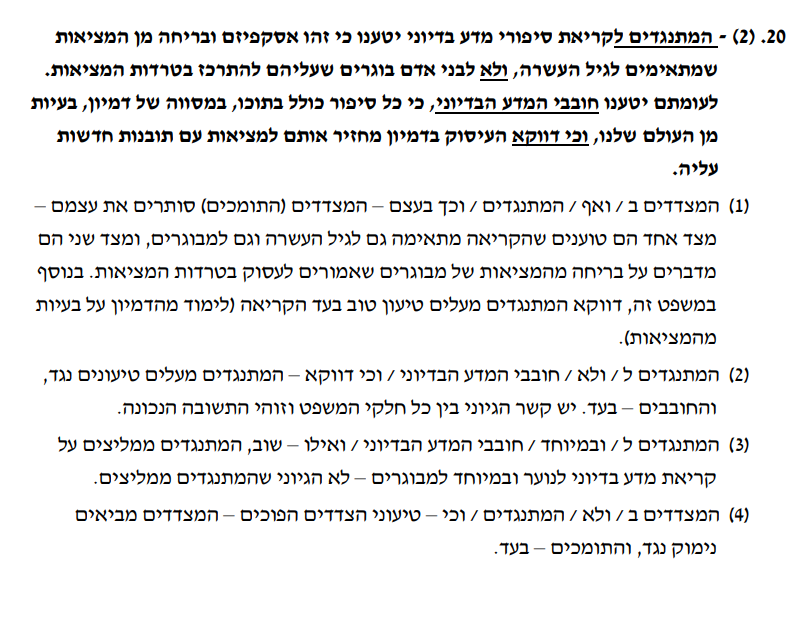 20. (2) - המתנגדים לקריאת סיפורי מדע בדיוני יטענו כי זהו אסקפיזם ובריחה מן המציאות
שמתאימים לגיל העשרה, ולא לבני אדם בוגרים שעליהם להתרכז בטרדות המציאות.
לעומתם יטענו חובבי המדע הבדיוני, כי כל סיפור כולל בתוכו, במסווה של דמיון, בעיות
מן העולם שלנו, וכי דווקא העיסוק בדמיון מחזיר אותם למציאות עם תובנות חדשות
עליה.
(1) המצדדים ב / ואף / המתנגדים / וכך בעצם – המצדדים (התומכים) סותרים את עצמם –
מצד אחד הם טוענים שהקריאה מתאימה גם לגיל העשרה וגם למבוגרים, ומצד שני הם
מדברים על בריחה מהמציאות של מבוגרים שאמורים לעסוק בטרדות המציאות. בנוסף
במשפט זה, דווקא המתנגדים מעלים טיעון טוב בעד הקריאה (לימוד מהדמיון על בעיות
מהמציאות).
(2) המתנגדים ל / ולא / חובבי המדע הבדיוני / וכי דווקא – המתנגדים מעלים טיעונים נגד,
והחובבים – בעד. יש קשר הגיוני בין כל חלקי המשפט וזוהי התשובה הנכונה.
(3) המתנגדים ל / ובמיוחד / חובבי המדע הבדיוני / ואילו – שוב, המתנגדים ממליצים על
קריאת מדע בדיוני לנוער ובמיוחד למבוגרים – לא הגיוני שהמתנגדים ממליצים.
(4) המצדדים ב / ולא / המתנגדים / וכי – טיעוני הצדדים הפוכים – המצדדים מביאים
נימוק נגד, והתומכים – בעד.